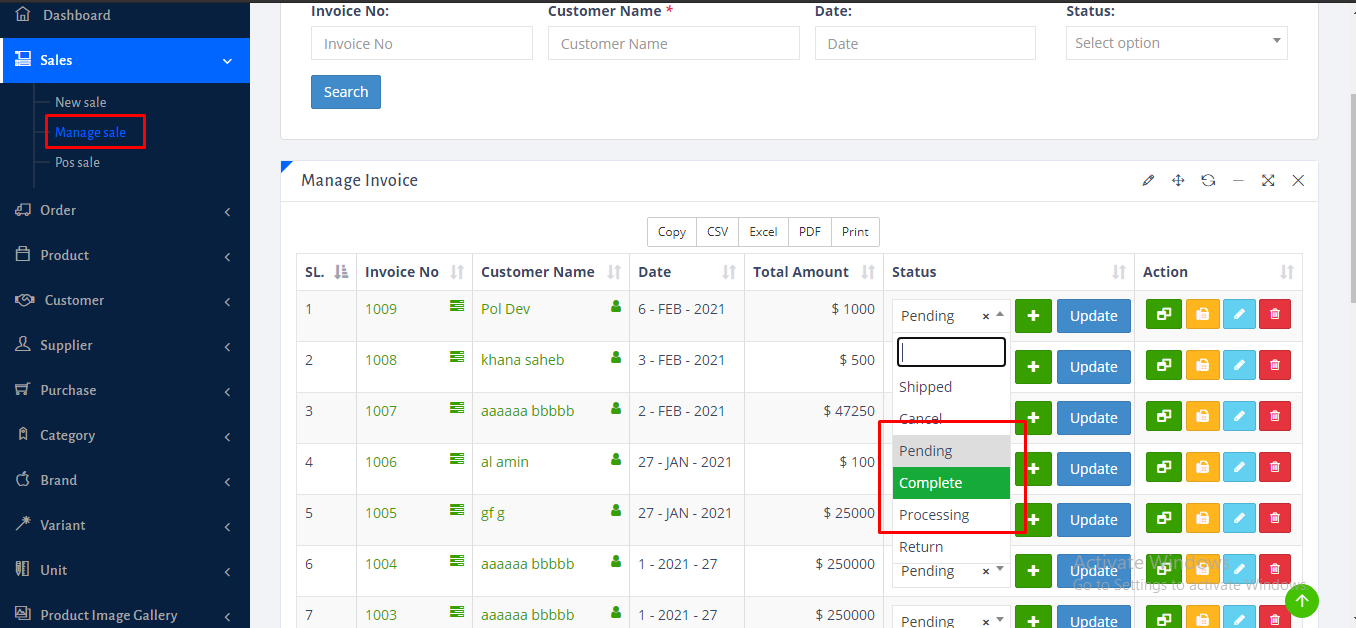 Dashboard
Sales
New sale
Manage sale
Pos sale
Order
Product
Customer
Supplier
Purchase
Category
Brand
Variant
Unit
Product Image Gallery
Invoice No: Customer Name * Date: Status:
Invoice No Customer Name Date Select option
Search
Manage Invoice
Copy CSV Excel PDF Print
SL. Invoice No Customer Name Date Total Amount Status Action
1 1009 Pol Dev 6 - FEB - 2021 $ 1000 Pending × Update
2 1008 khana saheb 3 - FEB - 2021 $ 500 Update
Shipped
3 1007 aaaaaa bbbbb 2 - FEB - 2021 $ 47250 Cancel Update
Pending
4 1006 al amin 27 - JAN - 2021 $ 100 Update
Complete
5 1005 gf g 27 - JAN - 2021 $ 25000 Processing Update
Return
6 1004 aaaaaa bbbbb 1 - 2021 - 27 $ 250000 Pending × Update
7 1003 aaaaaa bbbbb 1 - 2021 - 27 $ 250000 Pending × Update
Activate Windows
Go to Settings to activate Windows.